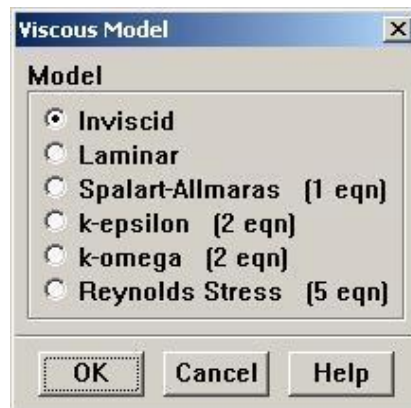 Viscous Model
Model
Inviscid
Laminar
Spalart-Allmaras (1 eqn)
k-epsilon (2 eqn)
k-omega (2 eqn)
Reynolds Stress (5 eqn)
OK Cancel Help